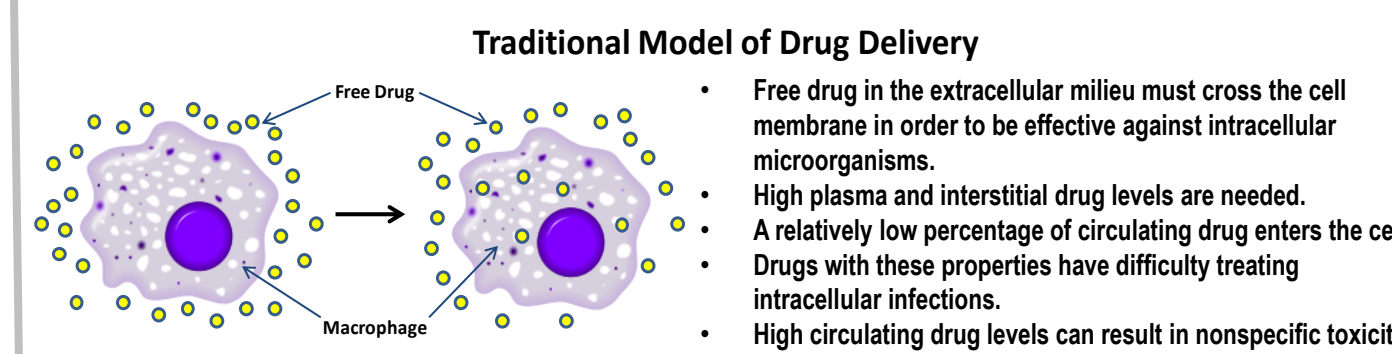 Traditional Model of Drug Delivery
Free Drug
Macrophage
• Free drug in the extracellular milieu must cross the cell
membrane in order to be effective against intracellular
microorganisms.
• High plasma and interstitial drug levels are needed.
• A relatively low percentage of circulating drug enters the ce
• Drugs with these properties have difficulty treating
intracellular infections.
• High circulating drug levels can result in nonspecific toxicit